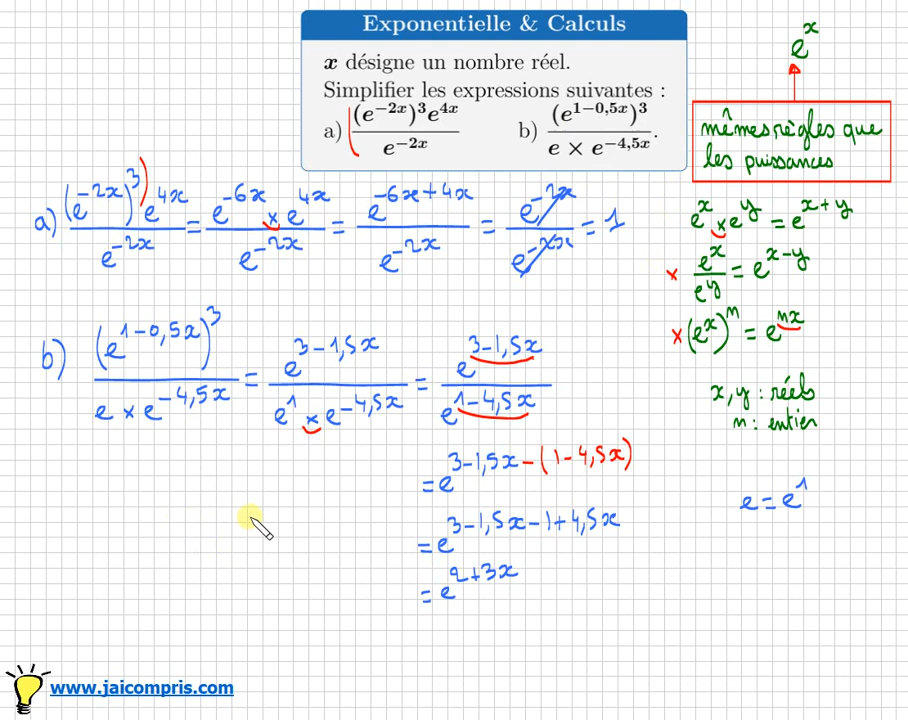 Exponentielle & Calculs
x désigne un nombre réel.
Simplifier les expressions suivantes :
a) (e^{-2x})^3 e^{4x} / e^{-2x}   b) (e^{1-0,5x})^3 / e × e^{-4,5x}.
e^x
mêmes règles que
les puissances
a) (e^{-2x})^3 e^{4x} / e^{-2x} = e^{-6x} × e^{4x} / e^{-2x} = e^{-6x+4x} / e^{-2x} = e^{-2x} / e^{-2x} = 1
e^x × e^y = e^{x+y}
× e^x / e^y = e^{x-y}
× (e^x)^n = e^{nx}
x, y : réels
n : entier
e = e^1
b) (e^{1-0,5x})^3 / e × e^{-4,5x} = e^{3-1,5x} / e^1 × e^{-4,5x} = e^{3-1,5x} / e^{1-4,5x}
= e^{3-1,5x-(1-4,5x)}
= e^{3-1,5x-1+4,5x}
= e^{2+3x}
www.jaicompris.com